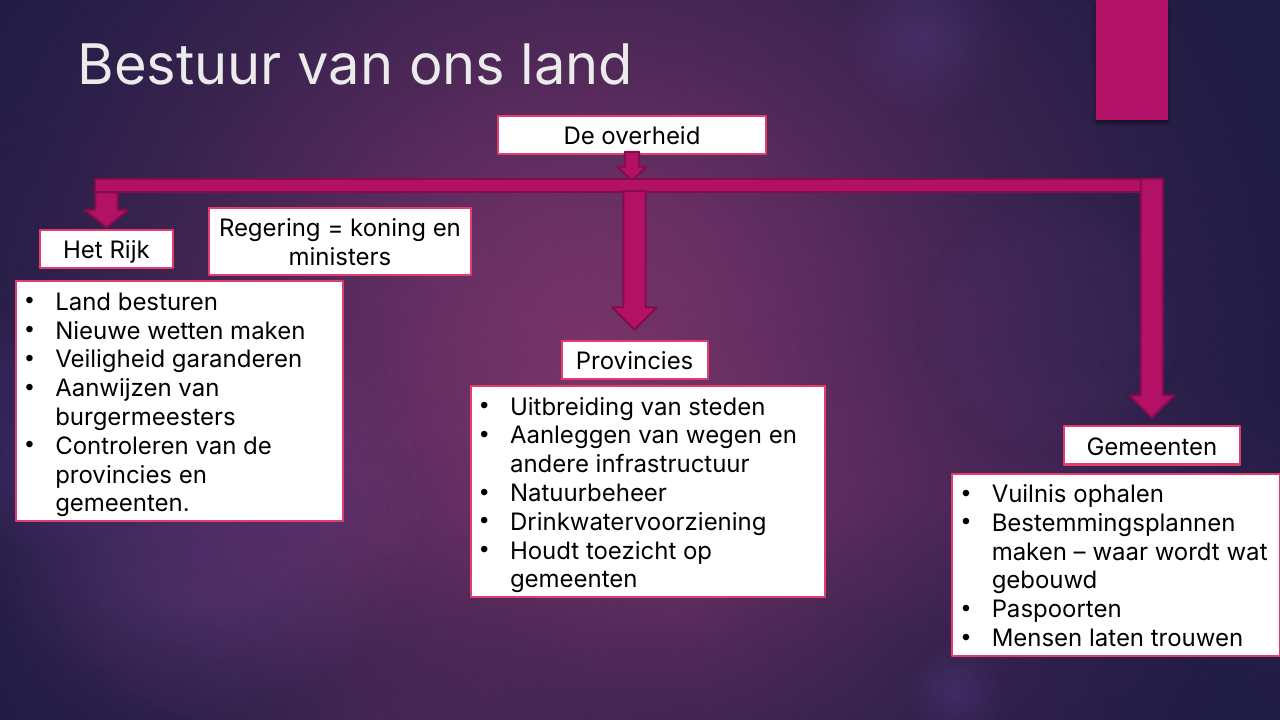 Bestuur van ons land
De overheid
Het Rijk
Regering = koning en
ministers
• Land besturen
• Nieuwe wetten maken
• Veiligheid garanderen
• Aanwijzen van
burgermeesters
• Controleren van de
provincies en
gemeenten.
Provincies
• Uitbreiding van steden
• Aanleggen van wegen en
andere infrastructuur
• Natuurbeheer
• Drinkwatervoorziening
• Houdt toezicht op
gemeenten
Gemeenten
• Vuilnis ophalen
• Bestemmingsplannen
maken – waar wordt wat
gebouwd
• Paspoorten
• Mensen laten trouwen